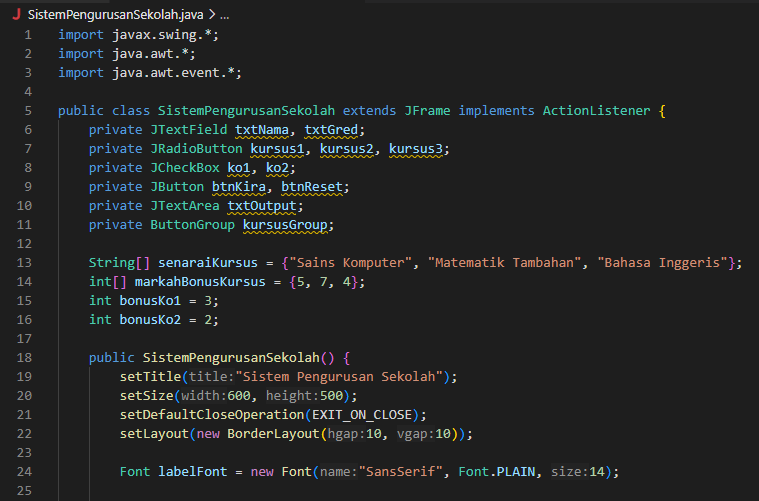 J SistemPengurusanSekolah.java > ...
1 import javax.swing.*;
2 import java.awt.*;
3 import java.awt.event.*;
4
5 public class SistemPengurusanSekolah extends JFrame implements ActionListener {
6     private JTextField txtNama, txtGred;
7     private JRadioButton kursus1, kursus2, kursus3;
8     private JCheckBox ko1, ko2;
9     private JButton btnKira, btnReset;
10     private JTextArea txtOutput;
11     private ButtonGroup kursusGroup;
12
13     String[] senaraiKursus = {"Sains Komputer", "Matematik Tambahan", "Bahasa Inggeris"};
14     int[] markahBonusKursus = {5, 7, 4};
15     int bonusKo1 = 3;
16     int bonusKo2 = 2;
17
18     public SistemPengurusanSekolah() {
19         setTitle(title:"Sistem Pengurusan Sekolah");
20         setSize(width:600, height:500);
21         setDefaultCloseOperation(EXIT_ON_CLOSE);
22         setLayout(new BorderLayout(hgap:10, vgap:10));
23
24         Font labelFont = new Font(name:"SansSerif", Font.PLAIN, size:14);
25